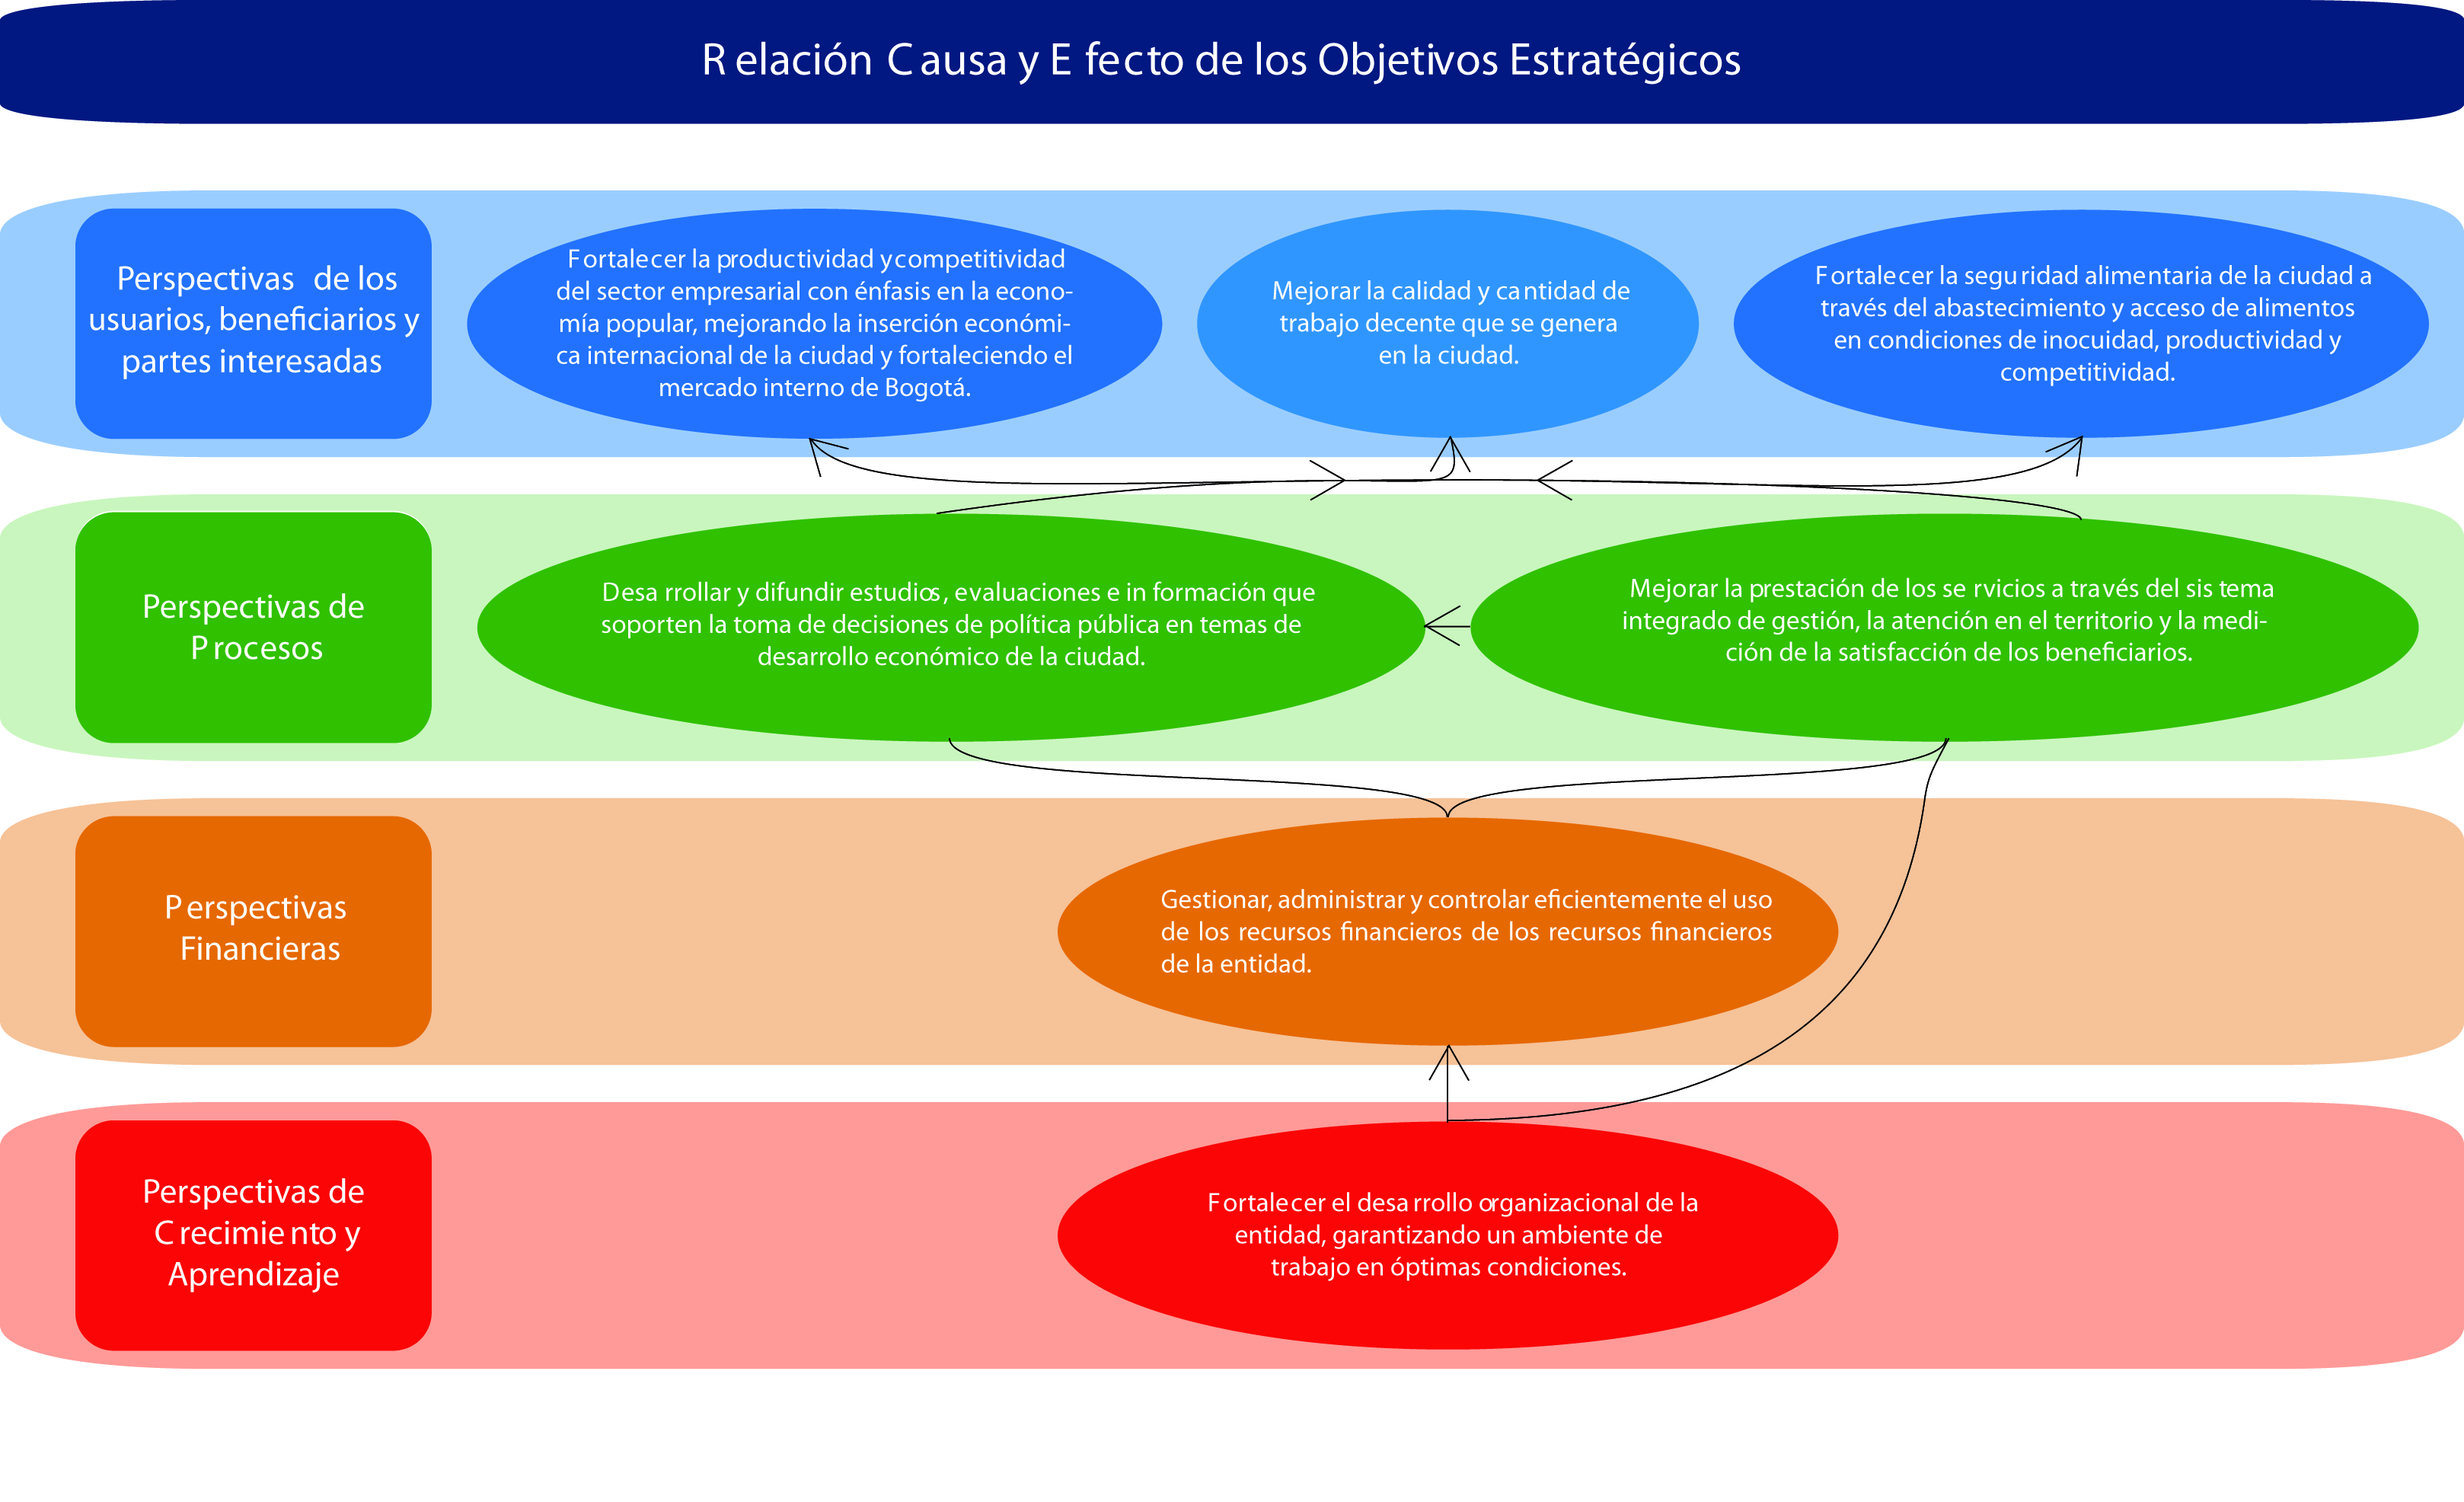 Relación Causa y Efecto de los Objetivos Estratégicos
Perspectivas de los
usuarios, beneficiarios y
partes interesadas
Fortalecer la productividad y competitividad
del sector empresarial con énfasis en la econo-
mía popular, mejorando la inserción económi-
ca internacional de la ciudad y fortaleciendo el
mercado interno de Bogotá.
Mejorar la calidad y cantidad de
trabajo decente que se genera
en la ciudad.
Fortalecer la seguridad alimentaria de la ciudad a
través del abastecimiento y acceso de alimentos
en condiciones de inocuidad, productividad y
competitividad.
Perspectivas de
Procesos
Desarrollar y difundir estudios, evaluaciones e información que
soporten la toma de decisiones de política pública en temas de
desarrollo económico de la ciudad.
Mejorar la prestación de los servicios a través del sistema
integrado de gestión, la atención en el territorio y la medi-
ción de la satisfacción de los beneficiarios.
Perspectivas
Financieras
Gestionar, administrar y controlar eficientemente el uso
de los recursos financieros de los recursos financieros
de la entidad.
Perspectivas de
Crecimiento y
Aprendizaje
Fortalecer el desarrollo organizacional de la
entidad, garantizando un ambiente de
trabajo en óptimas condiciones.